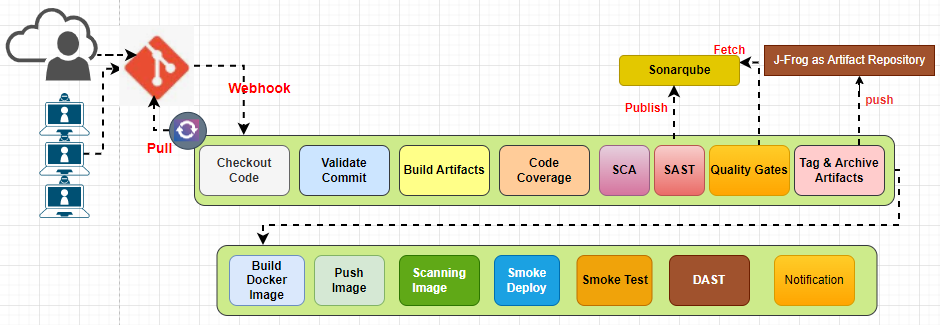 Fetch
Sonarqube
J-Frog as Artifact Repository
Webhook
Publish
push
Pull
Checkout
Code
Validate
Commit
Build Artifacts
Code
Coverage
SCA
SAST
Quality Gates
Tag & Archive
Artifacts
Build
Docker
Image
Push
Image
Scanning
Image
Smoke
Deploy
Smoke Test
DAST
Notification